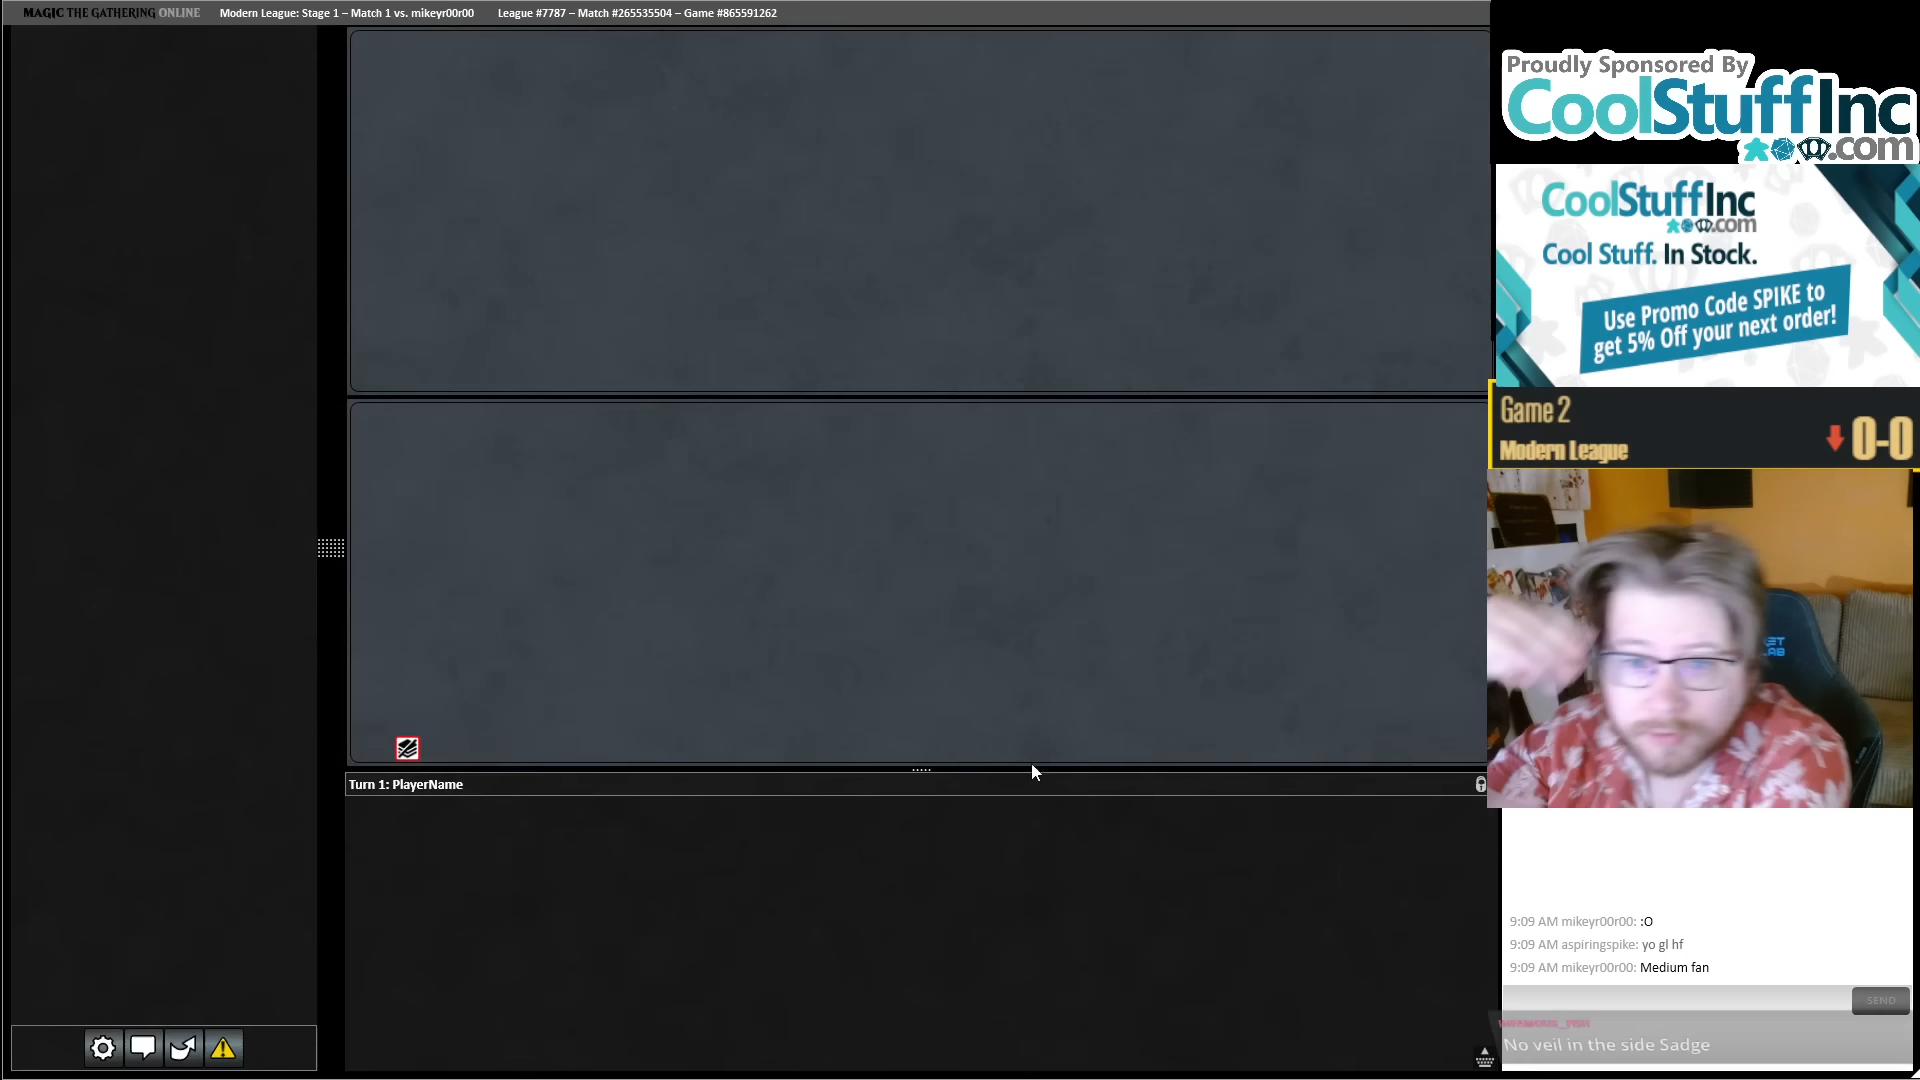 MAGIC THE GATHERING ONLINE
Modern League: Stage 1 – Match 1 vs. mikeyr00r00
League #7787 – Match #265535504 – Game #865591262
Proudly Sponsored By
CoolStuffInc
.com
CoolStuffInc
.com
Cool Stuff. In Stock.
Use Promo Code SPIKE to
get 5% Off your next order!
Game 2
Modern League
0-0
Turn 1: PlayerName
9:09 AM mikeyr00r00: :O
9:09 AM aspiringspike: yo gl hf
9:09 AM mikeyr00r00: Medium fan
SEND
No veil in the side Sadge